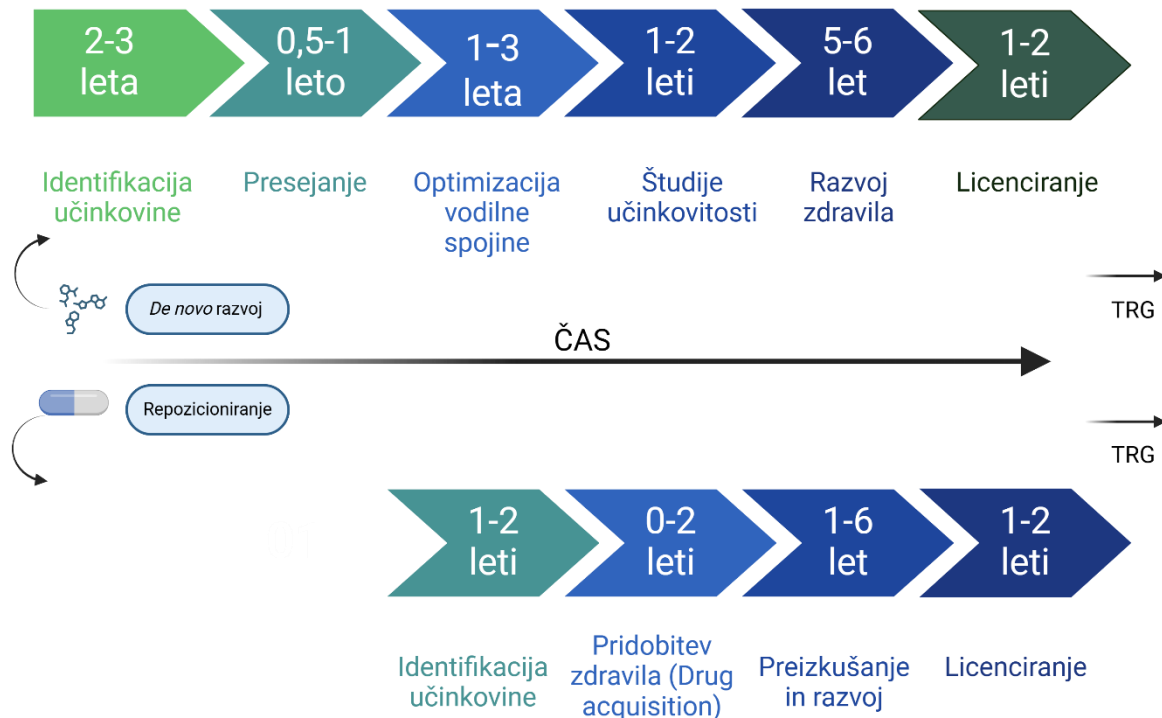 2-3
leta
0,5-1
leto
1-3
leta
1-2
leti
5-6
let
1-2
leti
Identifikacija
učinkovine
Presejanje
Optimizacija
vodilne
spojine
Študije
učinkovitosti
Razvoj
zdravila
Licenciranje
De novo razvoj
TRG
ČAS
Repozicioniranje
TRG
1-2
leti
0-2
leti
1-6
let
1-2
leti
Identifikacija
učinkovine
Pridobitev
zdravila (Drug
acquisition)
Preizkušanje
in razvoj
Licenciranje